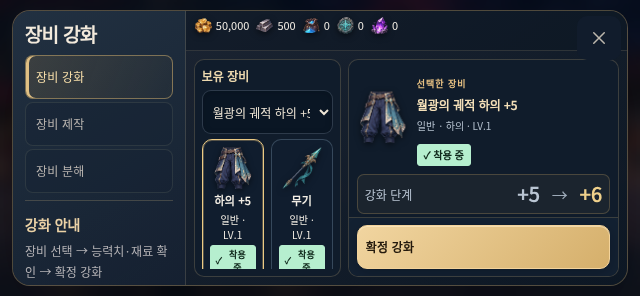 장비 강화
장비 강화
장비 제작
장비 분해
강화 안내
장비 선택 → 능력치·재료 확
인 → 확정 강화
50,000 500 0 0 0
보유 장비
월광의 궤적 하의 +5
하의 +5
일반 ·
LV.1
✓ 착용
중
무기
일반 ·
LV.1
✓ 착용
중
선택한 장비
월광의 궤적 하의 +5
일반 · 하의 · LV.1
✓ 착용 중
강화 단계 +5 → +6
확정 강화